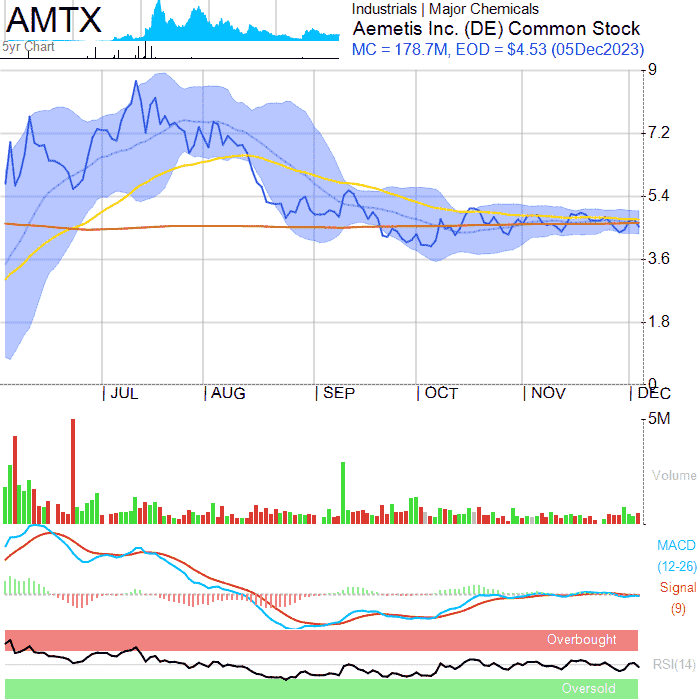 AMTX
5yr Chart
Industrials | Major Chemicals
Aemetis Inc. (DE) Common Stock
MC = 178.7M, EOD = $4.53 (05Dec2023)
9
7.2
5.4
3.6
1.8
0
JUL
AUG
SEP
OCT
NOV
DEC
5M
Volume
MACD
(12-26)
Signal
(9)
Overbought
RSI(14)
Oversold